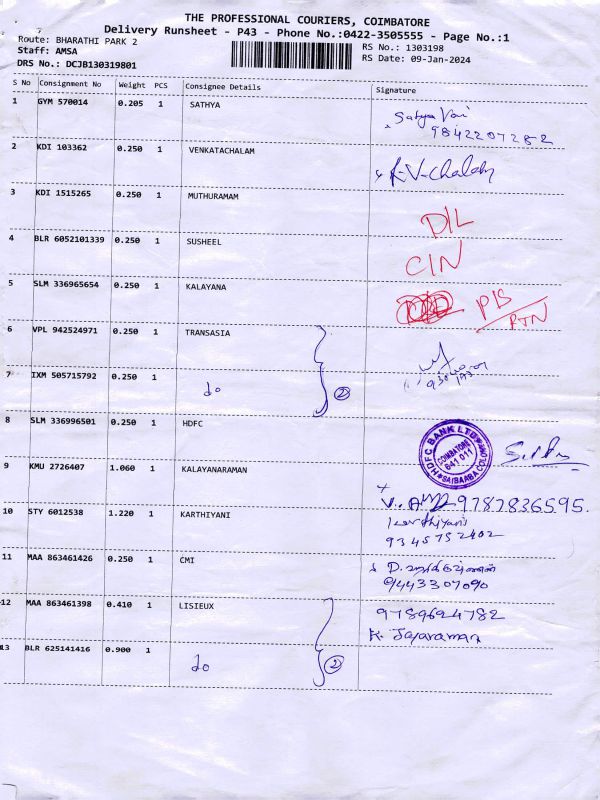 THE PROFESSIONAL COURIERS, COIMBATORE
Delivery Runsheet - P43 - Phone No.:0422-3505555 - Page No.:1
Route: BHARATHI PARK 2
RS No.: 1303198
Staff: AMSA
RS Date: 09-Jan-2024
DRS No.: DCJB130319801
S No Consignment No Weight PCS Consignee Details Signature
1 GYM 570014 0.205 1 SATHYA Sathya
9842207282
2 KDI 103362 0.250 1 VENKATACHALAM K-V-Chalam
3 KDI 1515265 0.250 1 MUTHURAMAM D/L
4 BLR 6052101339 0.250 1 SUSHEEL C/N
5 SLM 336965654 0.250 1 KALAYANA P/S
RTN
6 VPL 942524971 0.250 1 TRANSASIA
7 IXM 505715792 0.250 1 do 2
8 SLM 336996501 0.250 1 HDFC HDFC BANK LTD COIMBATORE 641 011 SAIBAABA COLONY
9 KMU 2726407 1.060 1 KALAYANARAMAN 9787836595.
10 STY 6012538 1.220 1 KARTHIYANI Karthiyani
9345752402
11 MAA 863461426 0.250 1 CMI D.
9443307090
12 MAA 863461398 0.410 1 LISIEUX 9789624782
K. Jayaraman
13 BLR 625141416 0.900 1 do 2